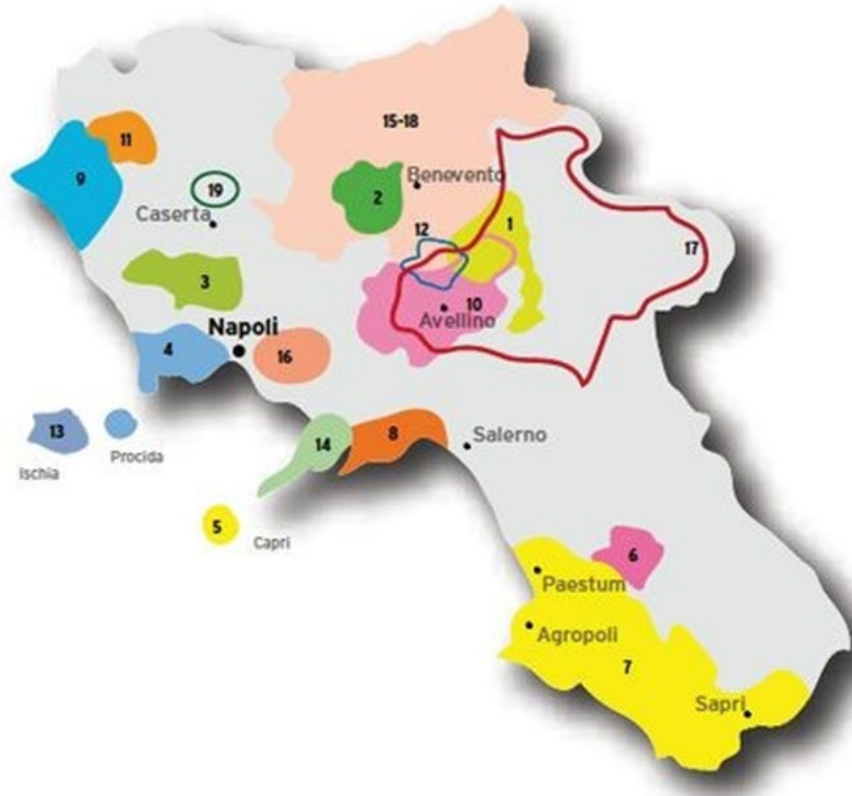 15-18
11
Benevento
9
19
2
Caserta
12
1
17
3
10
Avellino
Napoli
4
16
13
Procida
Ischia
14
8
Salerno
5
Capri
6
Paestum
Agropoli
7
Sapri